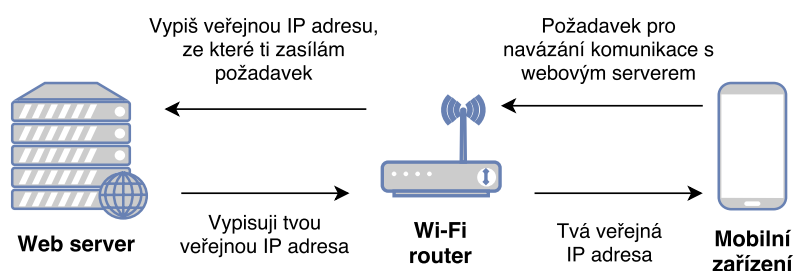 Vypiš veřejnou IP adresu,
ze které ti zasílám
požadavek
Požadavek pro
navázání komunikace s
webovým serverem
Web server
Vypisuji tvou
veřejnou IP adresa
Wi-Fi
router
Tvá veřejná
IP adresa
Mobilní
zařízení